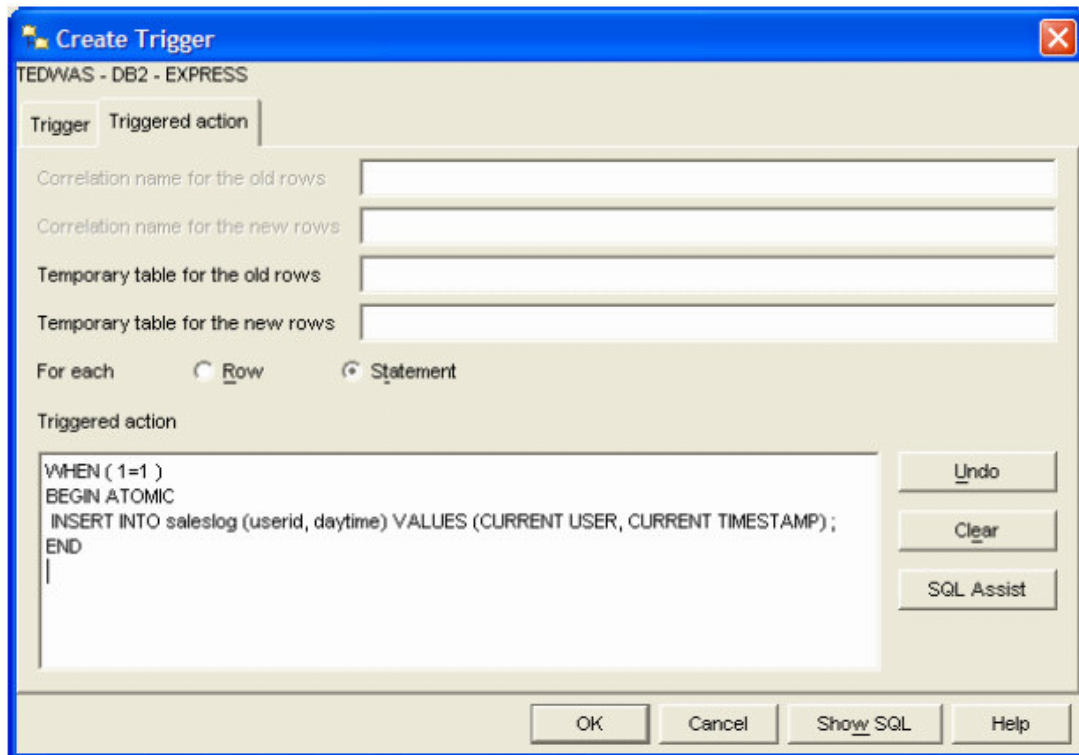 Create Trigger
TEDWAS - DB2 - EXPRESS
Trigger Triggered action
Correlation name for the old rows
Correlation name for the new rows
Temporary table for the old rows
Temporary table for the new rows
For each Row Statement
Triggered action
WHEN ( 1=1 )
BEGIN ATOMIC
INSERT INTO saleslog (userid, daytime) VALUES (CURRENT USER, CURRENT TIMESTAMP) ;
END
Undo
Clear
SQL Assist
OK Cancel Show SQL Help